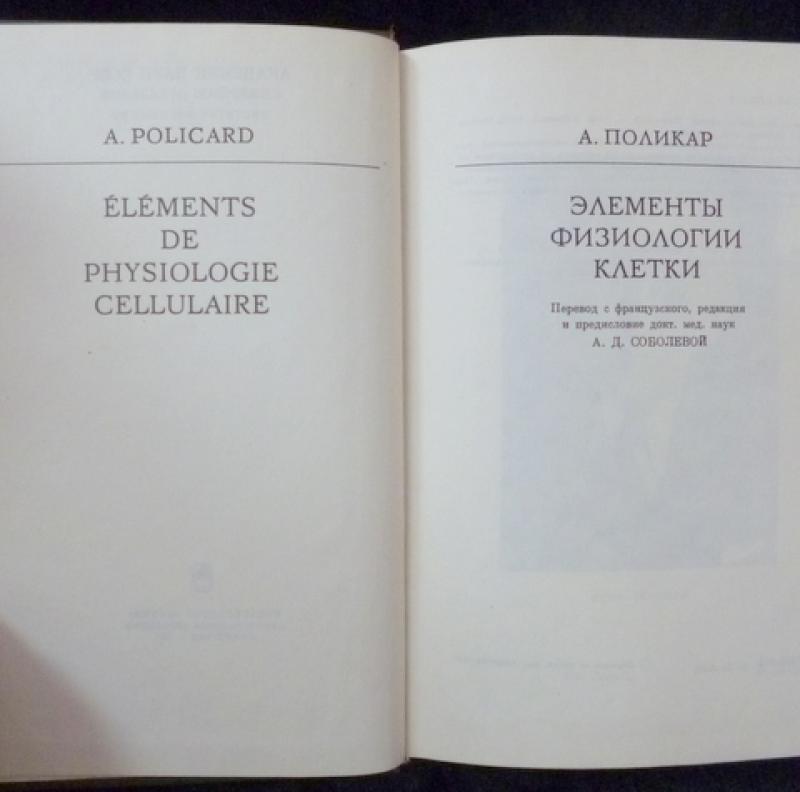 A. POLICARD
ÉLÉMENTS
DE
PHYSIOLOGIE
CELLULAIRE
А. ПОЛИКАР
ЭЛЕМЕНТЫ
ФИЗИОЛОГИИ
КЛЕТКИ
Перевод с французского, редакция
и предисловие докт. мед. наук
А. Д. СОБОЛЕВОЙ